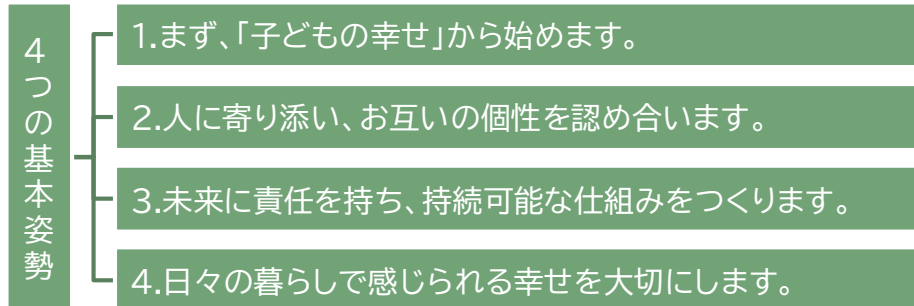 4つの基本姿勢
1.まず、「子どもの幸せ」から始めます。
2.人に寄り添い、お互いの個性を認め合います。
3.未来に責任を持ち、持続可能な仕組みをつくります。
4.日々の暮らしで感じられる幸せを大切にします。